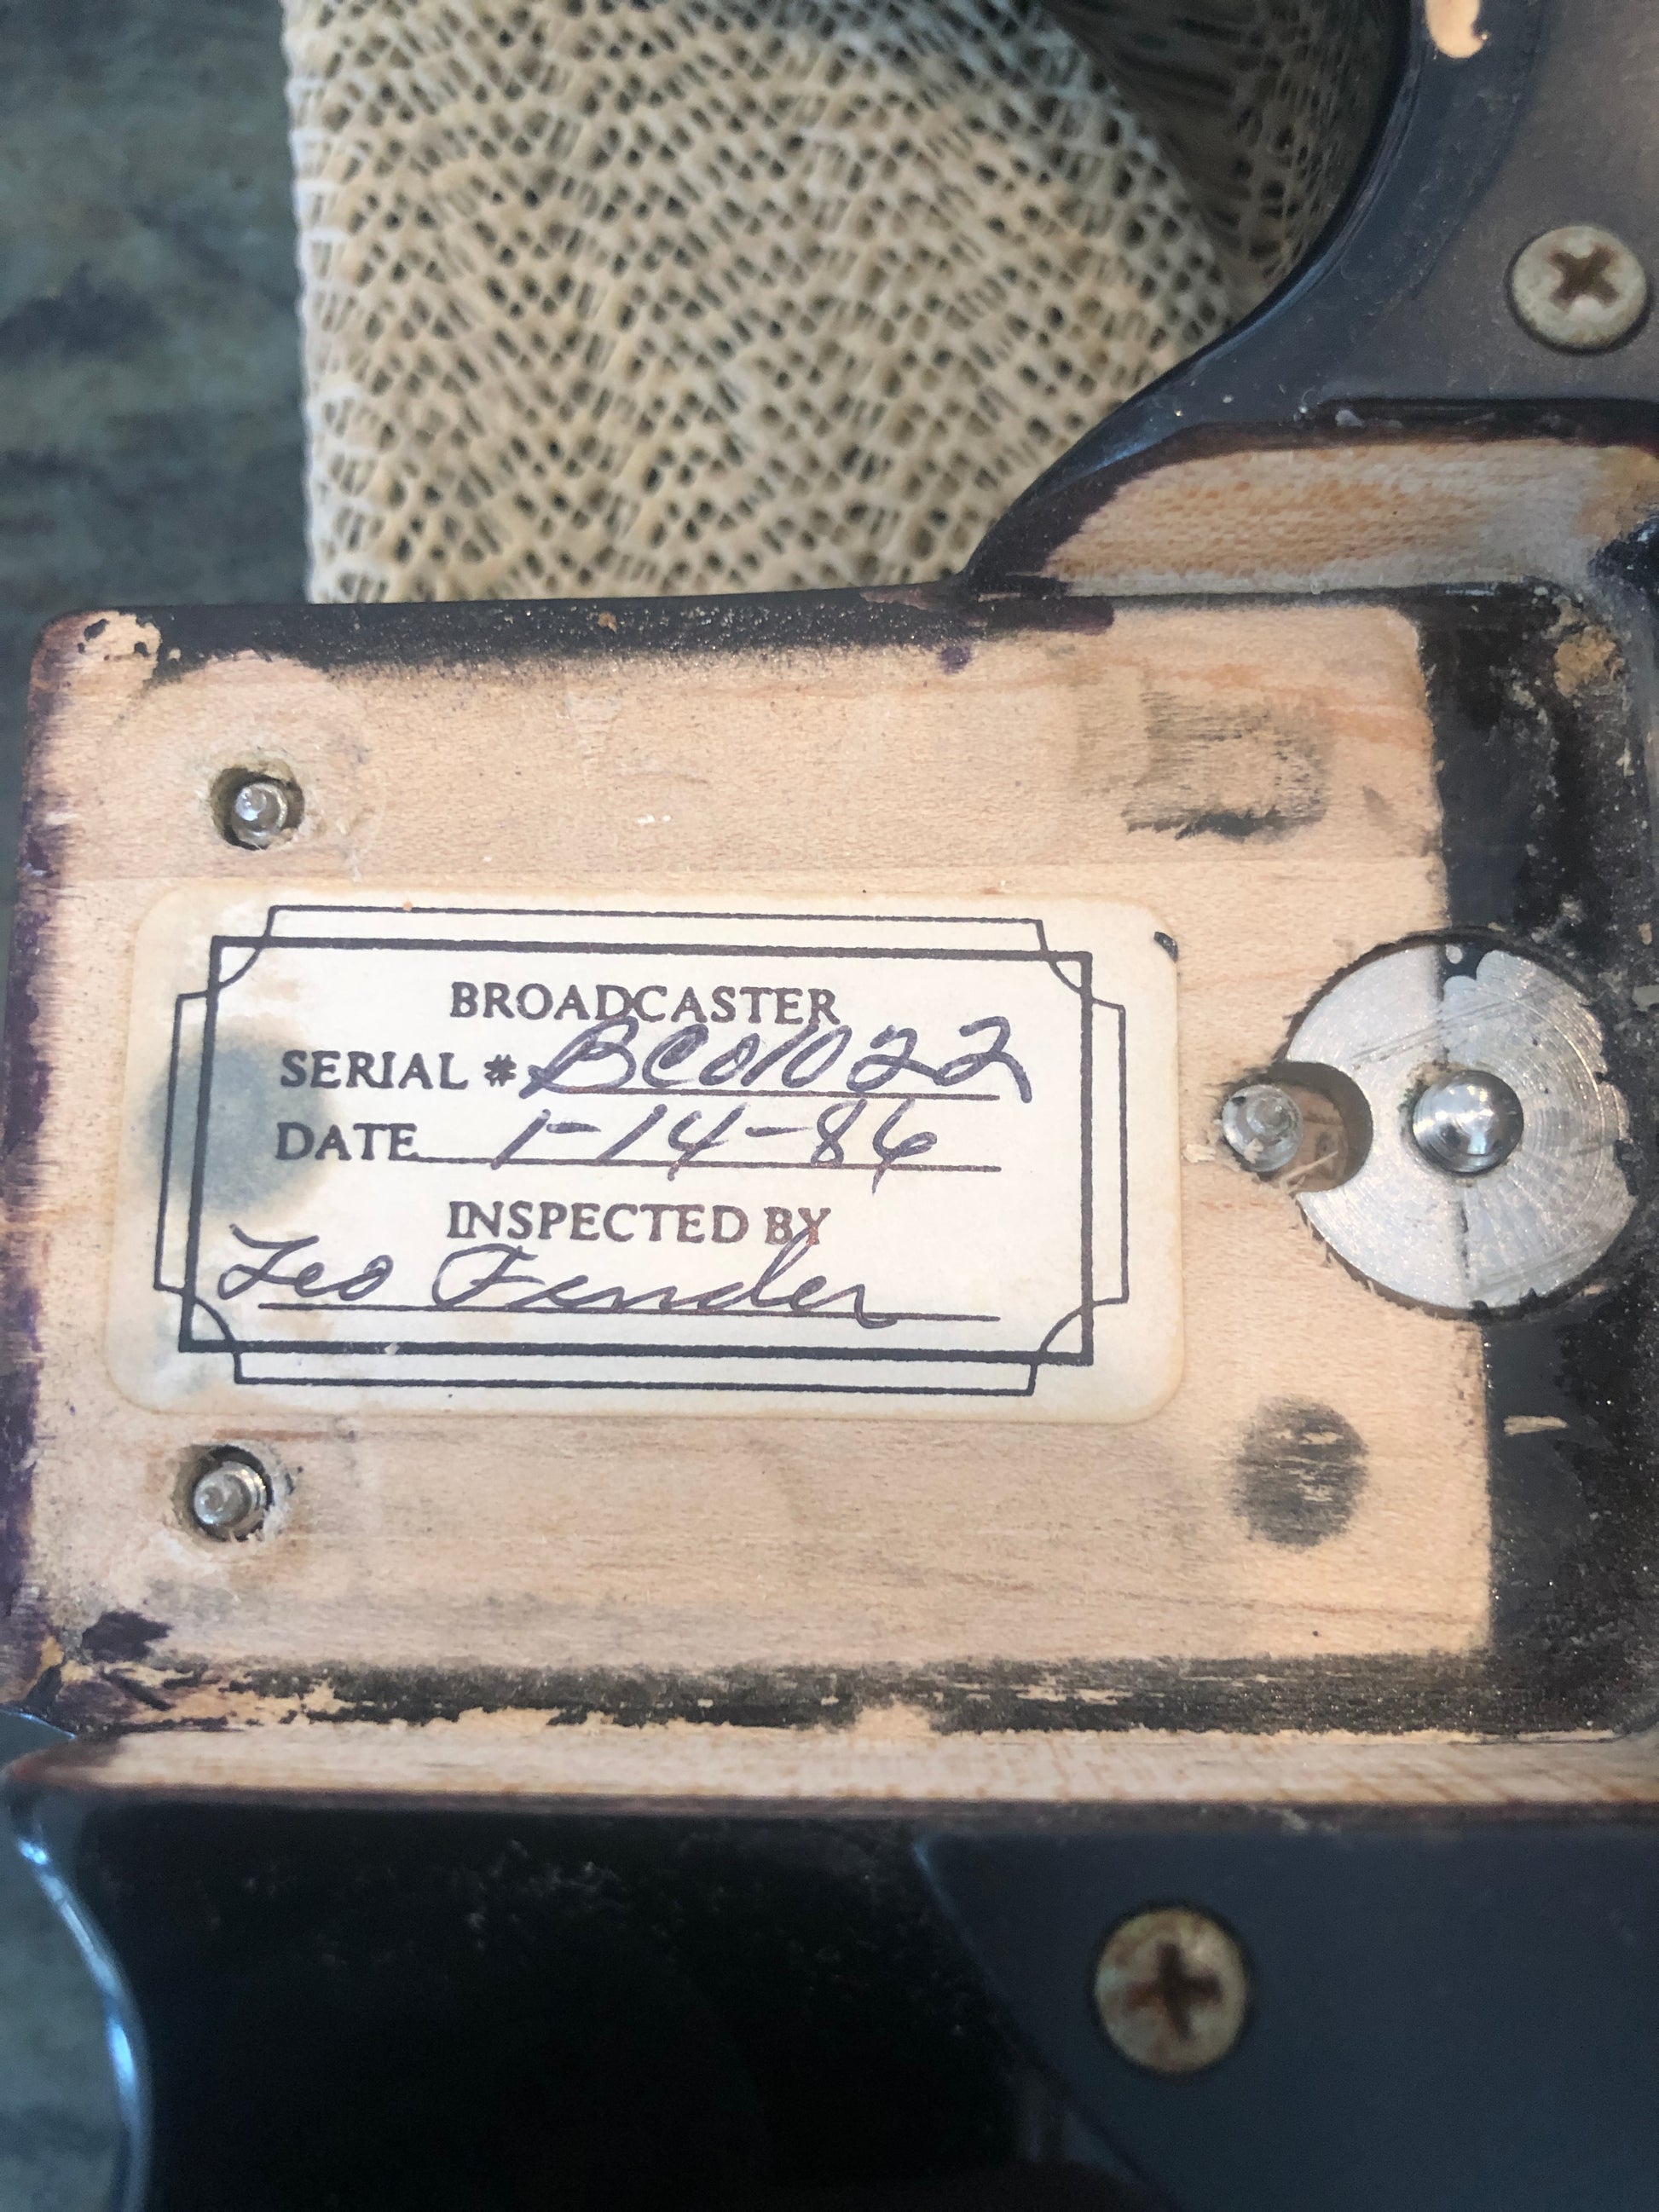 BROADCASTER
SERIAL # BC01022
DATE 1-14-86
INSPECTED BY
Leo Fender